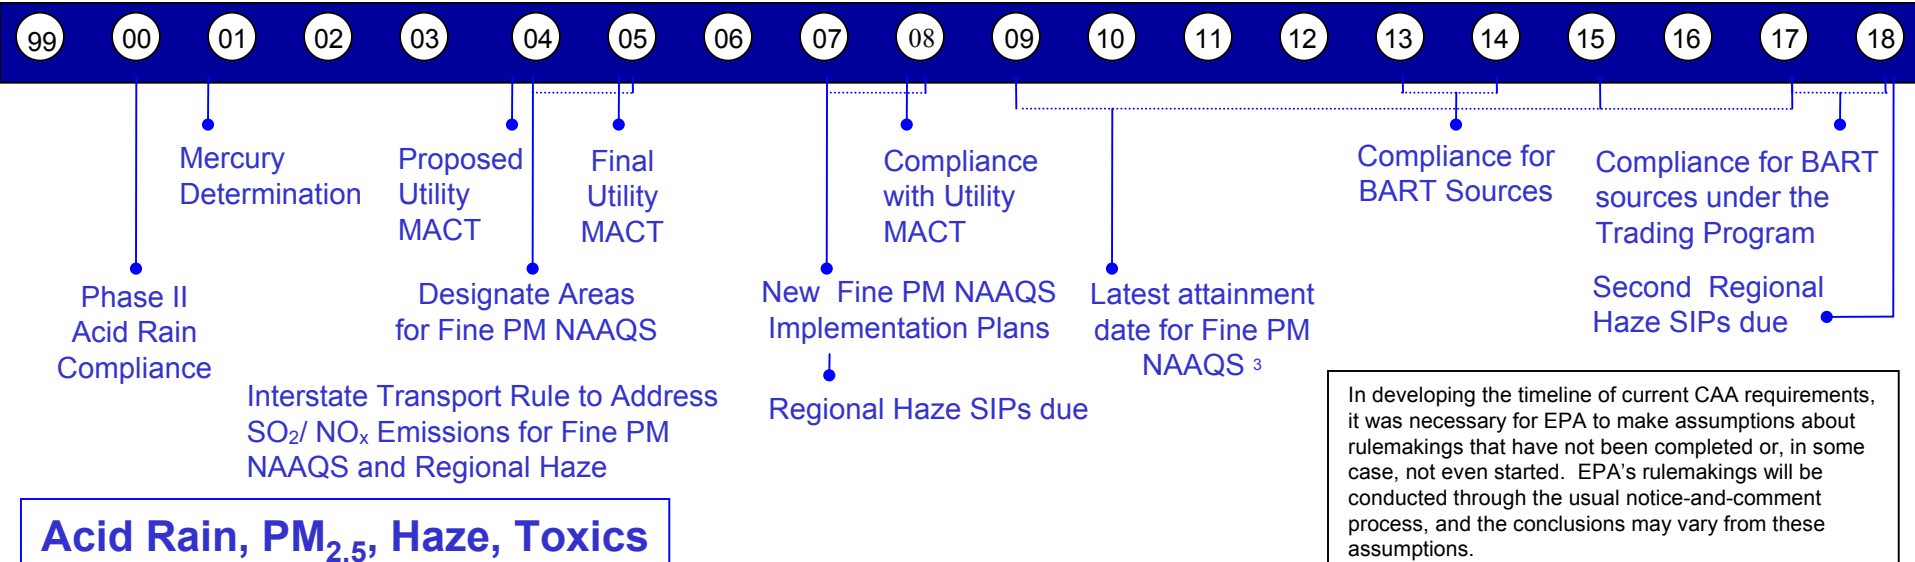 99 00 01 02 03 04 05 06 07 08 09 10 11 12 13 14 15 16 17 18
Mercury
Determination
Proposed
Utility
MACT
Final
Utility
MACT
Compliance
with Utility
MACT
Compliance for
BART Sources
Compliance for BART
sources under the
Trading Program
Phase II
Acid Rain
Compliance
Designate Areas
for Fine PM NAAQS
New Fine PM NAAQS
Implementation Plans
Latest attainment
date for Fine PM
NAAQS 3
Second Regional
Haze SIPs due
Interstate Transport Rule to Address
SO2/ NOx Emissions for Fine PM
NAAQS and Regional Haze
Regional Haze SIPs due
In developing the timeline of current CAA requirements,
it was necessary for EPA to make assumptions about
rulemakings that have not been completed or, in some
case, not even started. EPA's rulemakings will be
conducted through the usual notice-and-comment
process, and the conclusions may vary from these
assumptions.
Acid Rain, PM2.5, Haze, Toxics